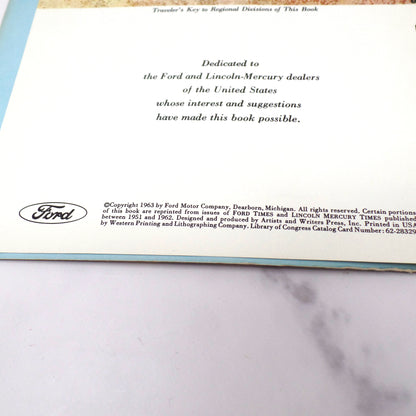 Traveler's Key to Regional Divisions of This Book
Dedicated to
the Ford and Lincoln-Mercury dealers
of the United States
whose interest and suggestions
have made this book possible.
Ford
©Copyright 1963 by Ford Motor Company, Dearborn, Michigan. All rights reserved. Certain portions
of this book are reprinted from issues of FORD TIMES and LINCOLN MERCURY TIMES published
between 1951 and 1962. Designed and produced by Artists and Writers Press, Inc. Printed in USA
by Western Printing and Lithographing Company. Library of Congress Catalog Card Number: 62-28329